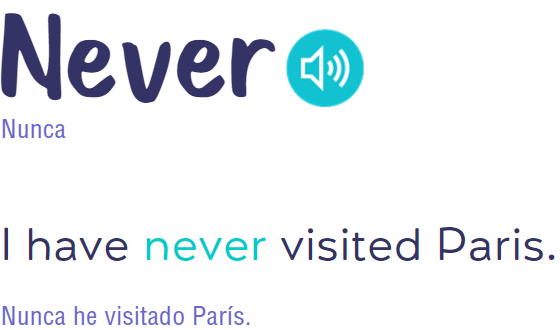 Never
Nunca
I have never visited Paris.
Nunca he visitado París.